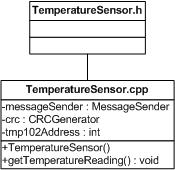 TemperatureSensor.h
TemperatureSensor.cpp
-messageSender : MessageSender
-crc : CRCGenerator
-tmp102Address : int
+TemperatureSensor()
+getTemperatureReading() : void